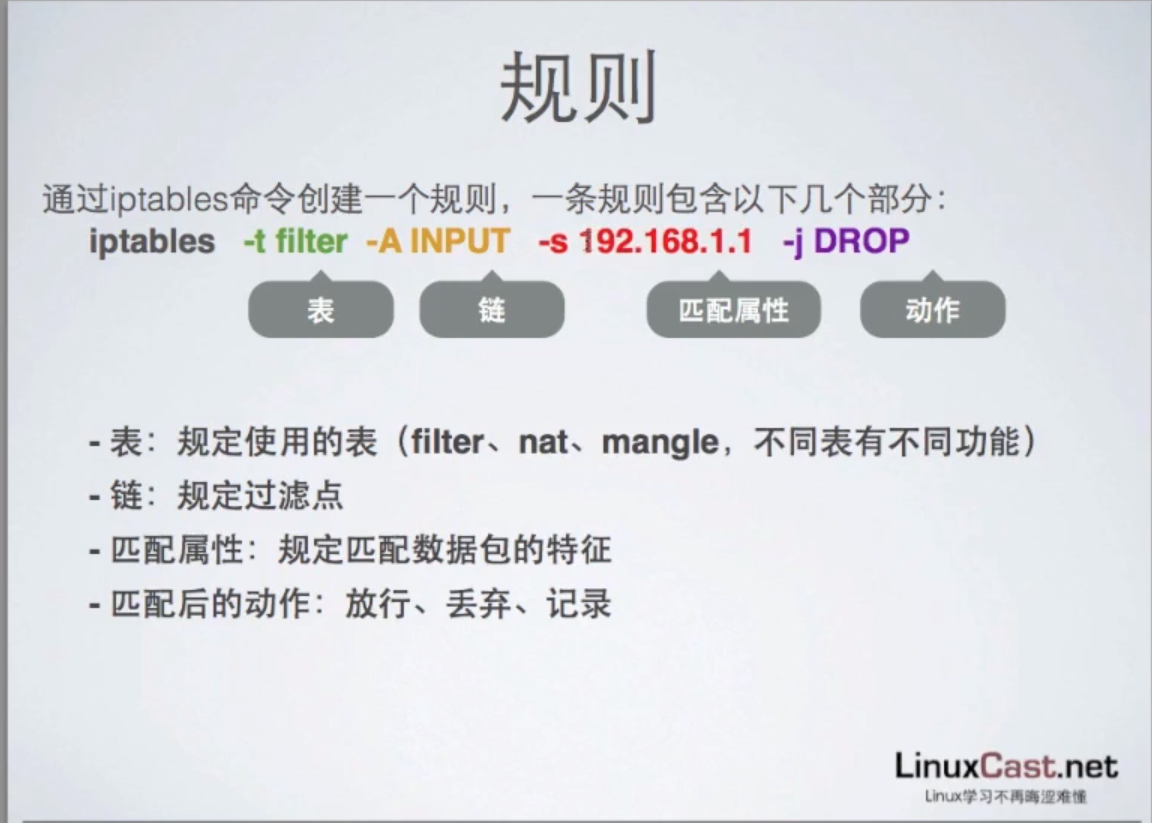 规则
通过iptables命令创建一个规则，一条规则包含以下几个部分：
iptables -t filter -A INPUT -s 192.168.1.1 -j DROP
表 链 匹配属性 动作
- 表：规定使用的表（filter、nat、mangle，不同表有不同功能）
- 链：规定过滤点
- 匹配属性：规定匹配数据包的特征
- 匹配后的动作：放行、丢弃、记录
LinuxCast.net
Linux学习不再晦涩难懂